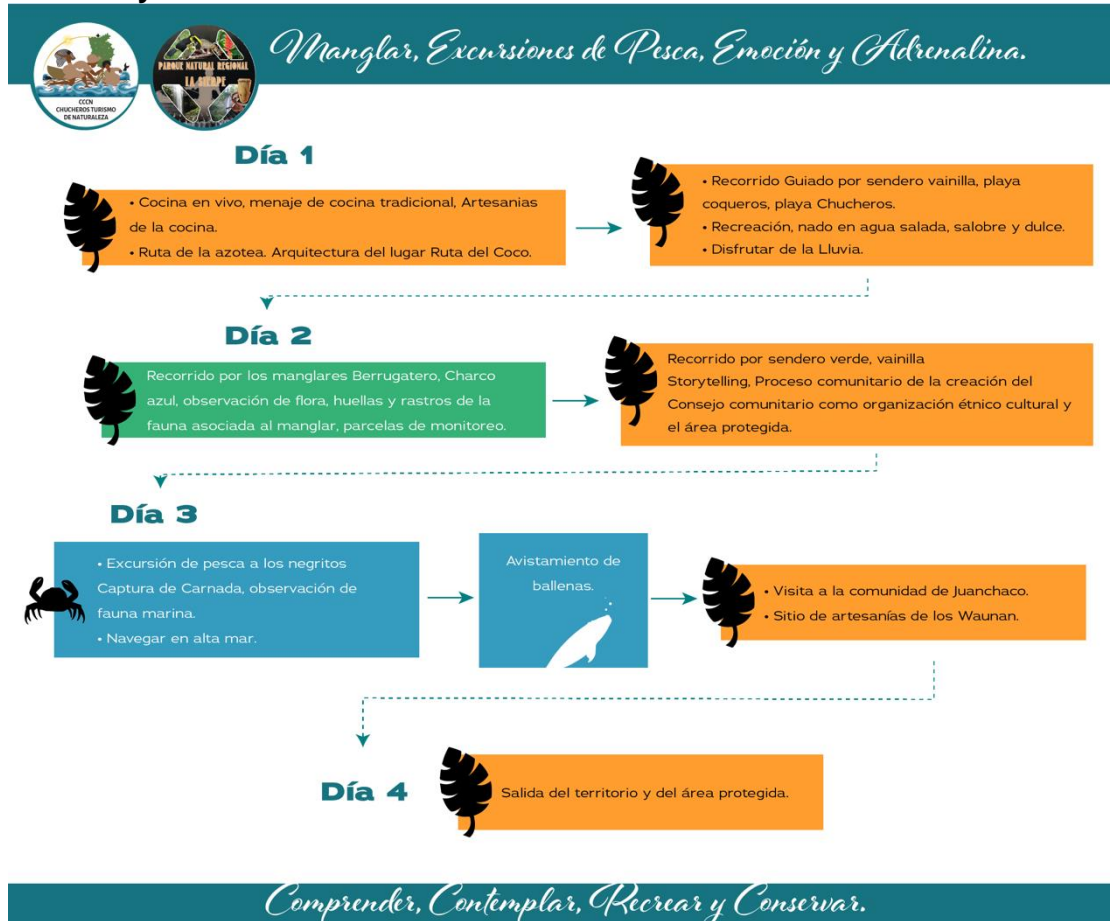 Manglar, Excursiones de Pesca, Emoción y Adrenalina.
CCCN
CHUCHEROS TURISMO
DE NATURALEZA
PARQUE NATURAL REGIONAL
LA SIERPE
Día 1
• Cocina en vivo, menaje de cocina tradicional, Artesanias
de la cocina.
• Ruta de la azotea. Arquitectura del lugar Ruta del Coco.
• Recorrido Guiado por sendero vainilla, playa
coqueros, playa Chucheros.
• Recreación, nado en agua salada, salobre y dulce.
• Disfrutar de la Lluvia.
Día 2
Recorrido por los manglares Berrugatero, Charco
azul, observación de flora, huellas y rastros de la
fauna asociada al manglar, parcelas de monitoreo.
Recorrido por sendero verde, vainilla
Storytelling, Proceso comunitario de la creación del
Consejo comunitario como organización étnico cultural y
el área protegida.
Día 3
• Excursión de pesca a los negritos
Captura de Carnada, observación de
fauna marina.
• Navegar en alta mar.
Avistamiento de
ballenas.
• Visita a la comunidad de Juanchaco.
• Sitio de artesanías de los Waunan.
Día 4
Salida del territorio y del área protegida.
Comprender, Contemplar, Recrear y Conservar.